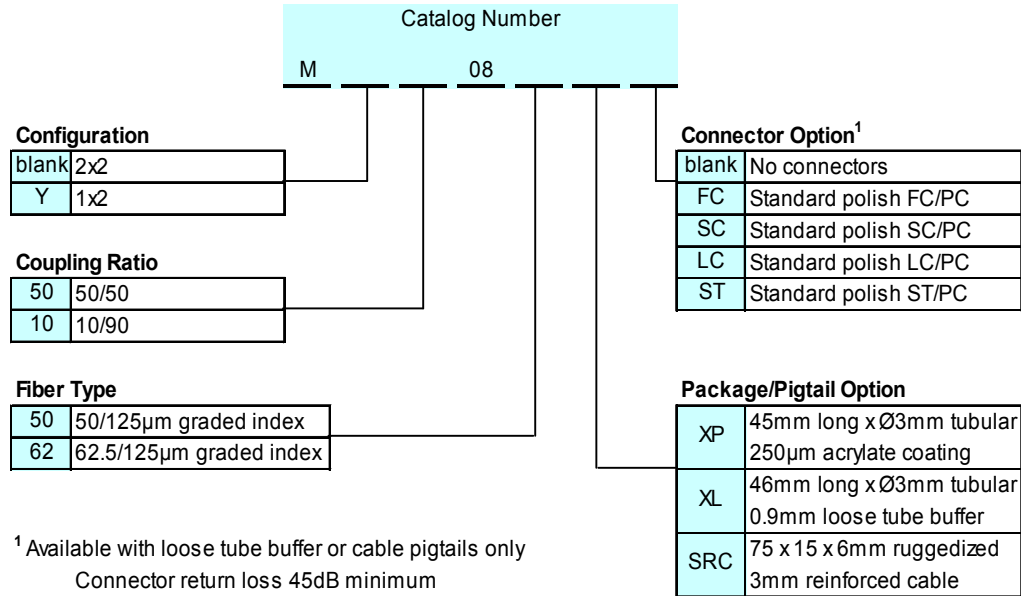 Catalog Number
M 08
Configuration
blank 2x2
Y 1x2
Coupling Ratio
50 50/50
10 10/90
Fiber Type
50 50/125µm graded index
62 62.5/125µm graded index
¹ Available with loose tube buffer or cable pigtails only
Connector return loss 45dB minimum
Connector Option¹
blank No connectors
FC Standard polish FC/PC
SC Standard polish SC/PC
LC Standard polish LC/PC
ST Standard polish ST/PC
Package/Pigtail Option
XP 45mm long x Ø3mm tubular
250µm acrylate coating
XL 46mm long x Ø3mm tubular
0.9mm loose tube buffer
SRC 75 x 15 x 6mm ruggedized
3mm reinforced cable